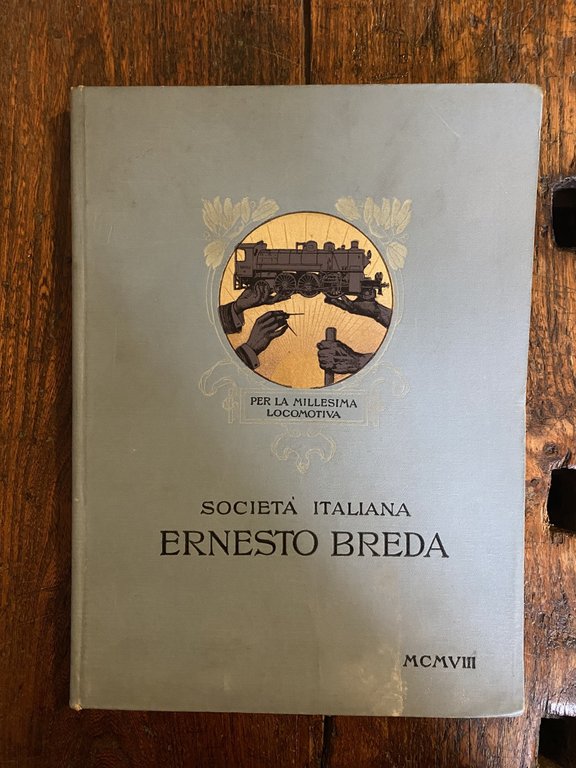 PER LA MILLESIMA
LOCOMOTIVA
SOCIETÀ ITALIANA
ERNESTO BREDA
MCMVIII